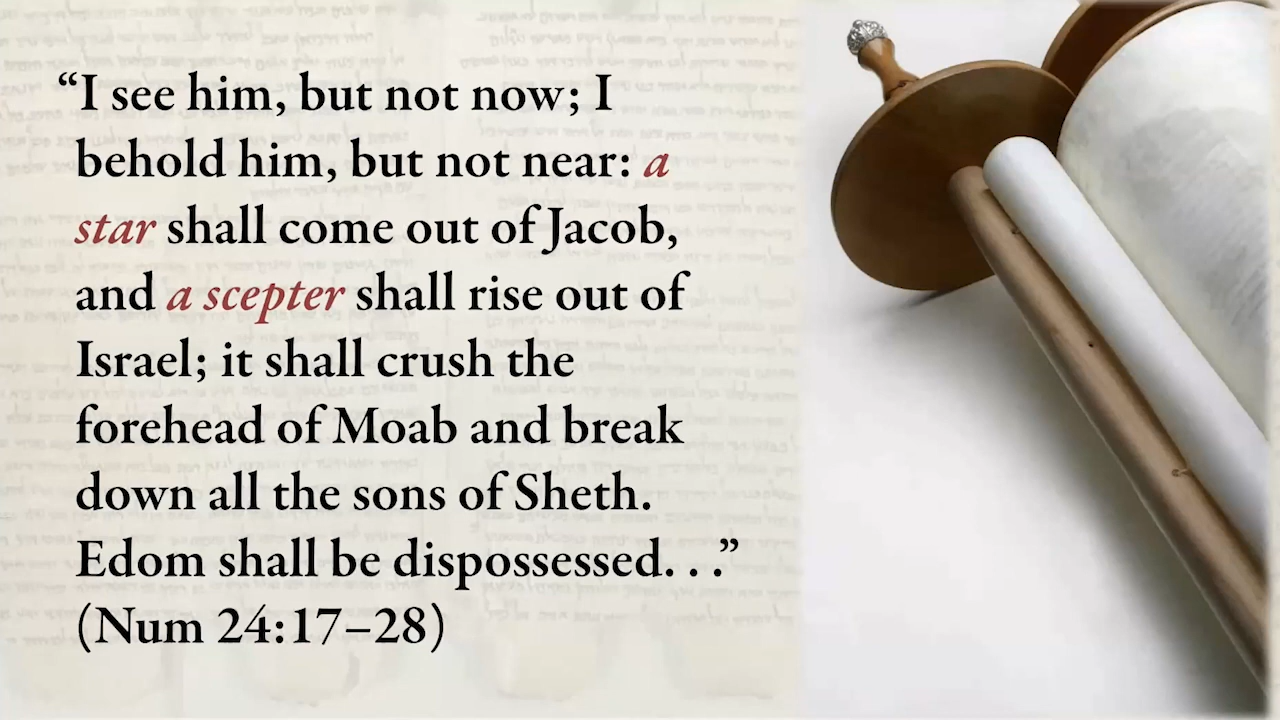 “I see him, but not now; I
behold him, but not near: a
star shall come out of Jacob,
and a scepter shall rise out of
Israel; it shall crush the
forehead of Moab and break
down all the sons of Sheth.
Edom shall be dispossessed. . .”
(Num 24:17–28)